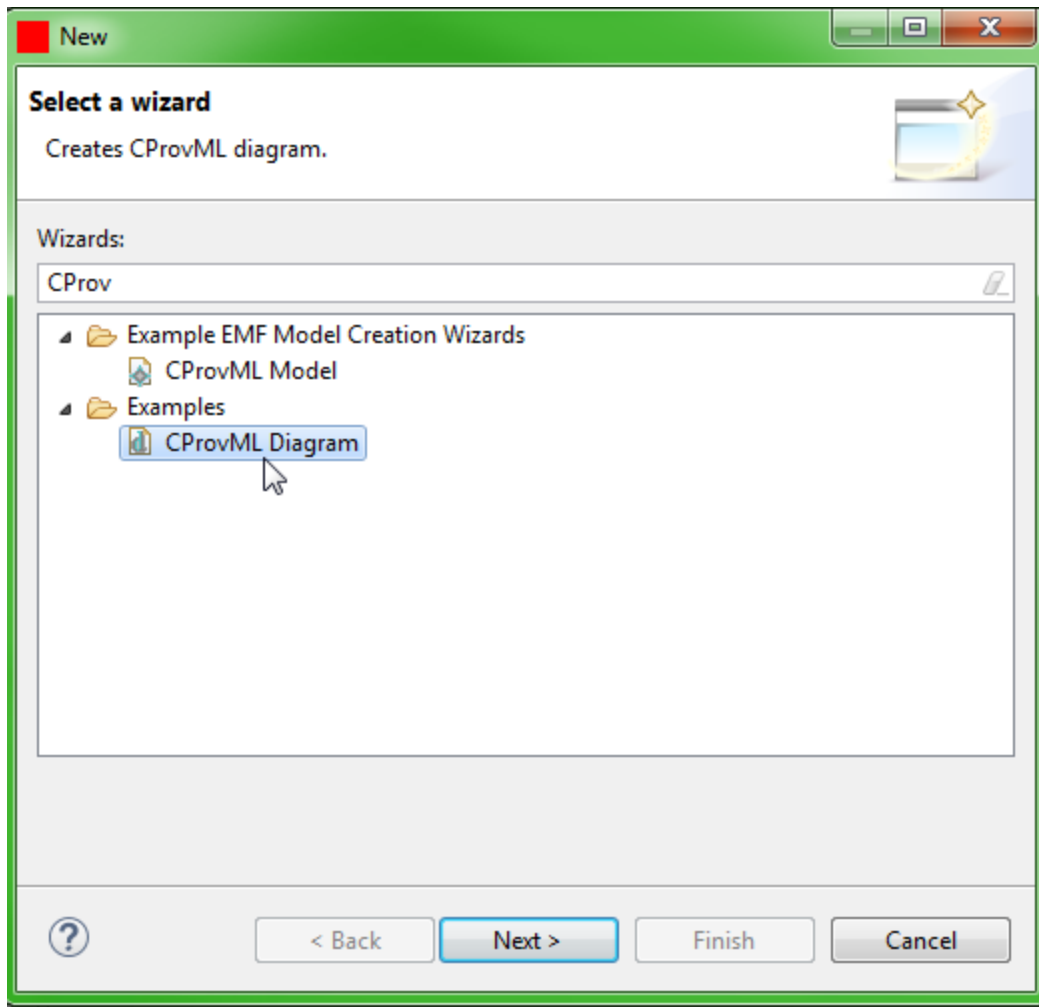 New
Select a wizard
Creates CProvML diagram.
Wizards:
CProv
Example EMF Model Creation Wizards
CProvML Model
Examples
CProvML Diagram
? < Back Next > Finish Cancel